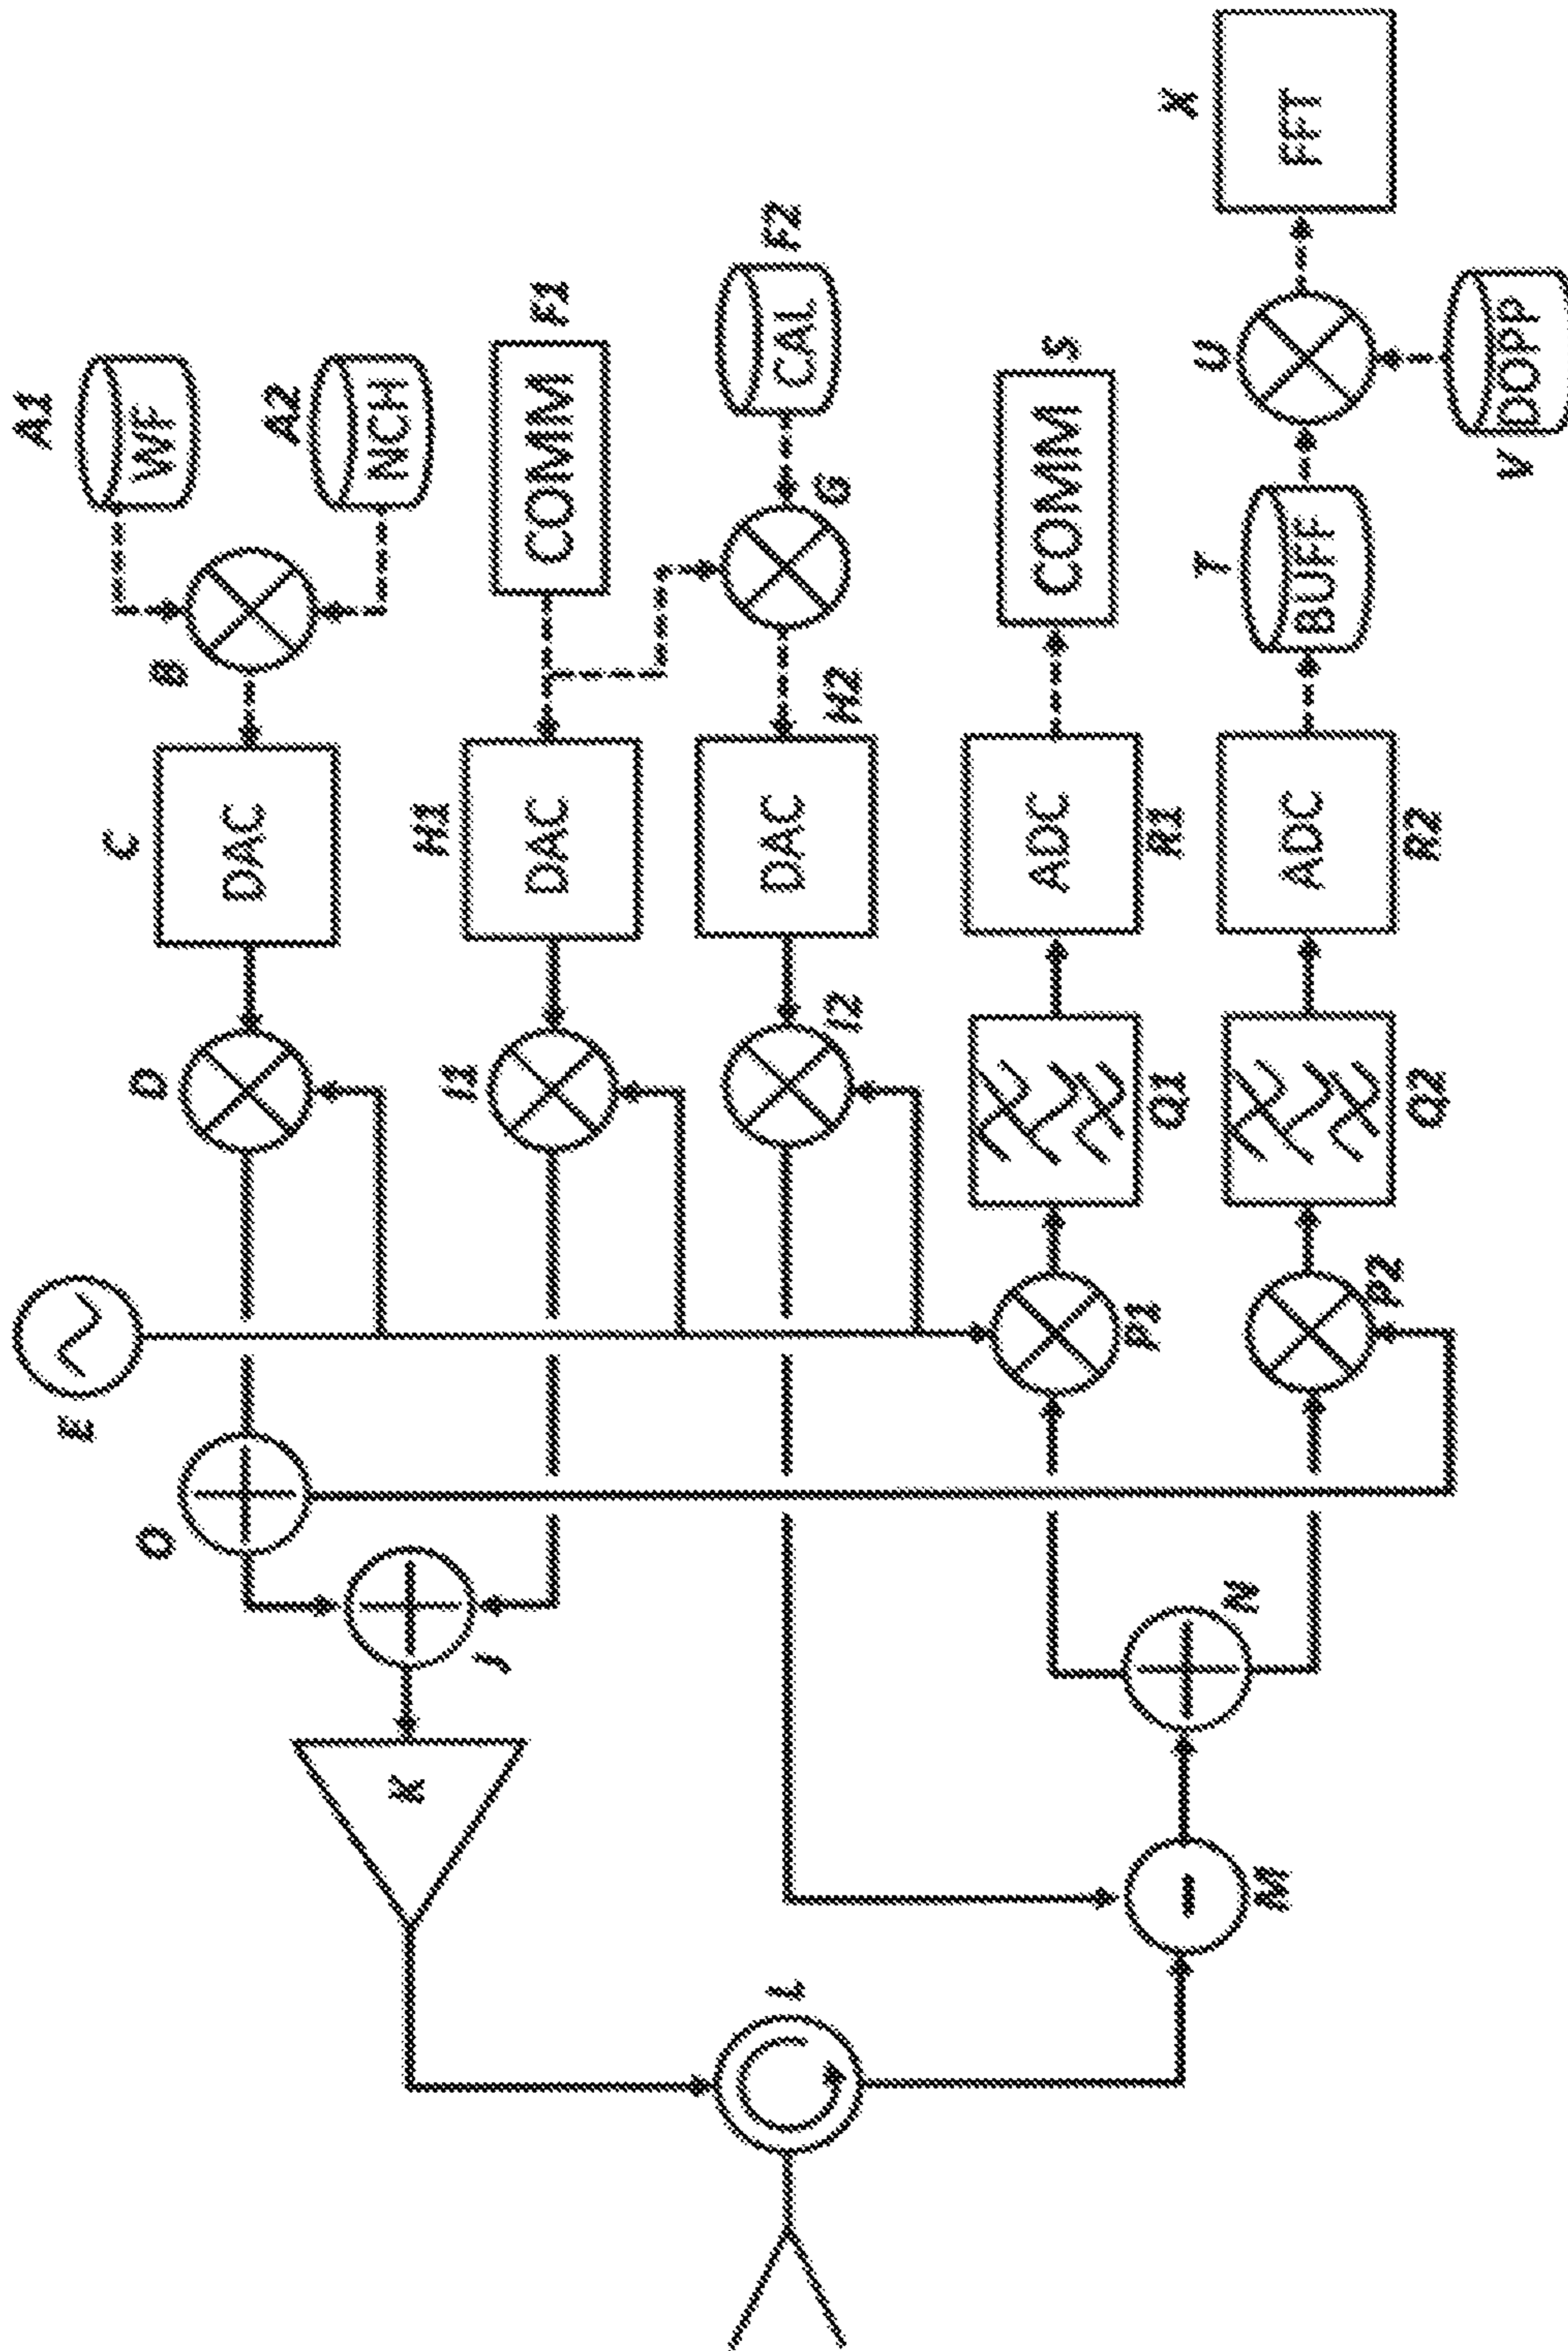 A1
WF
A2
NCH
B
C
DAC
D
E
O
J
K
F1
COMM
H1
DAC
I1
F2
CAL
G
H2
DAC
I2
L
S
COMM
R1
ADC
Q1
P1
N
M
X
FFT
U
V
DOPP
T
BUFF
R2
ADC
Q2
P2